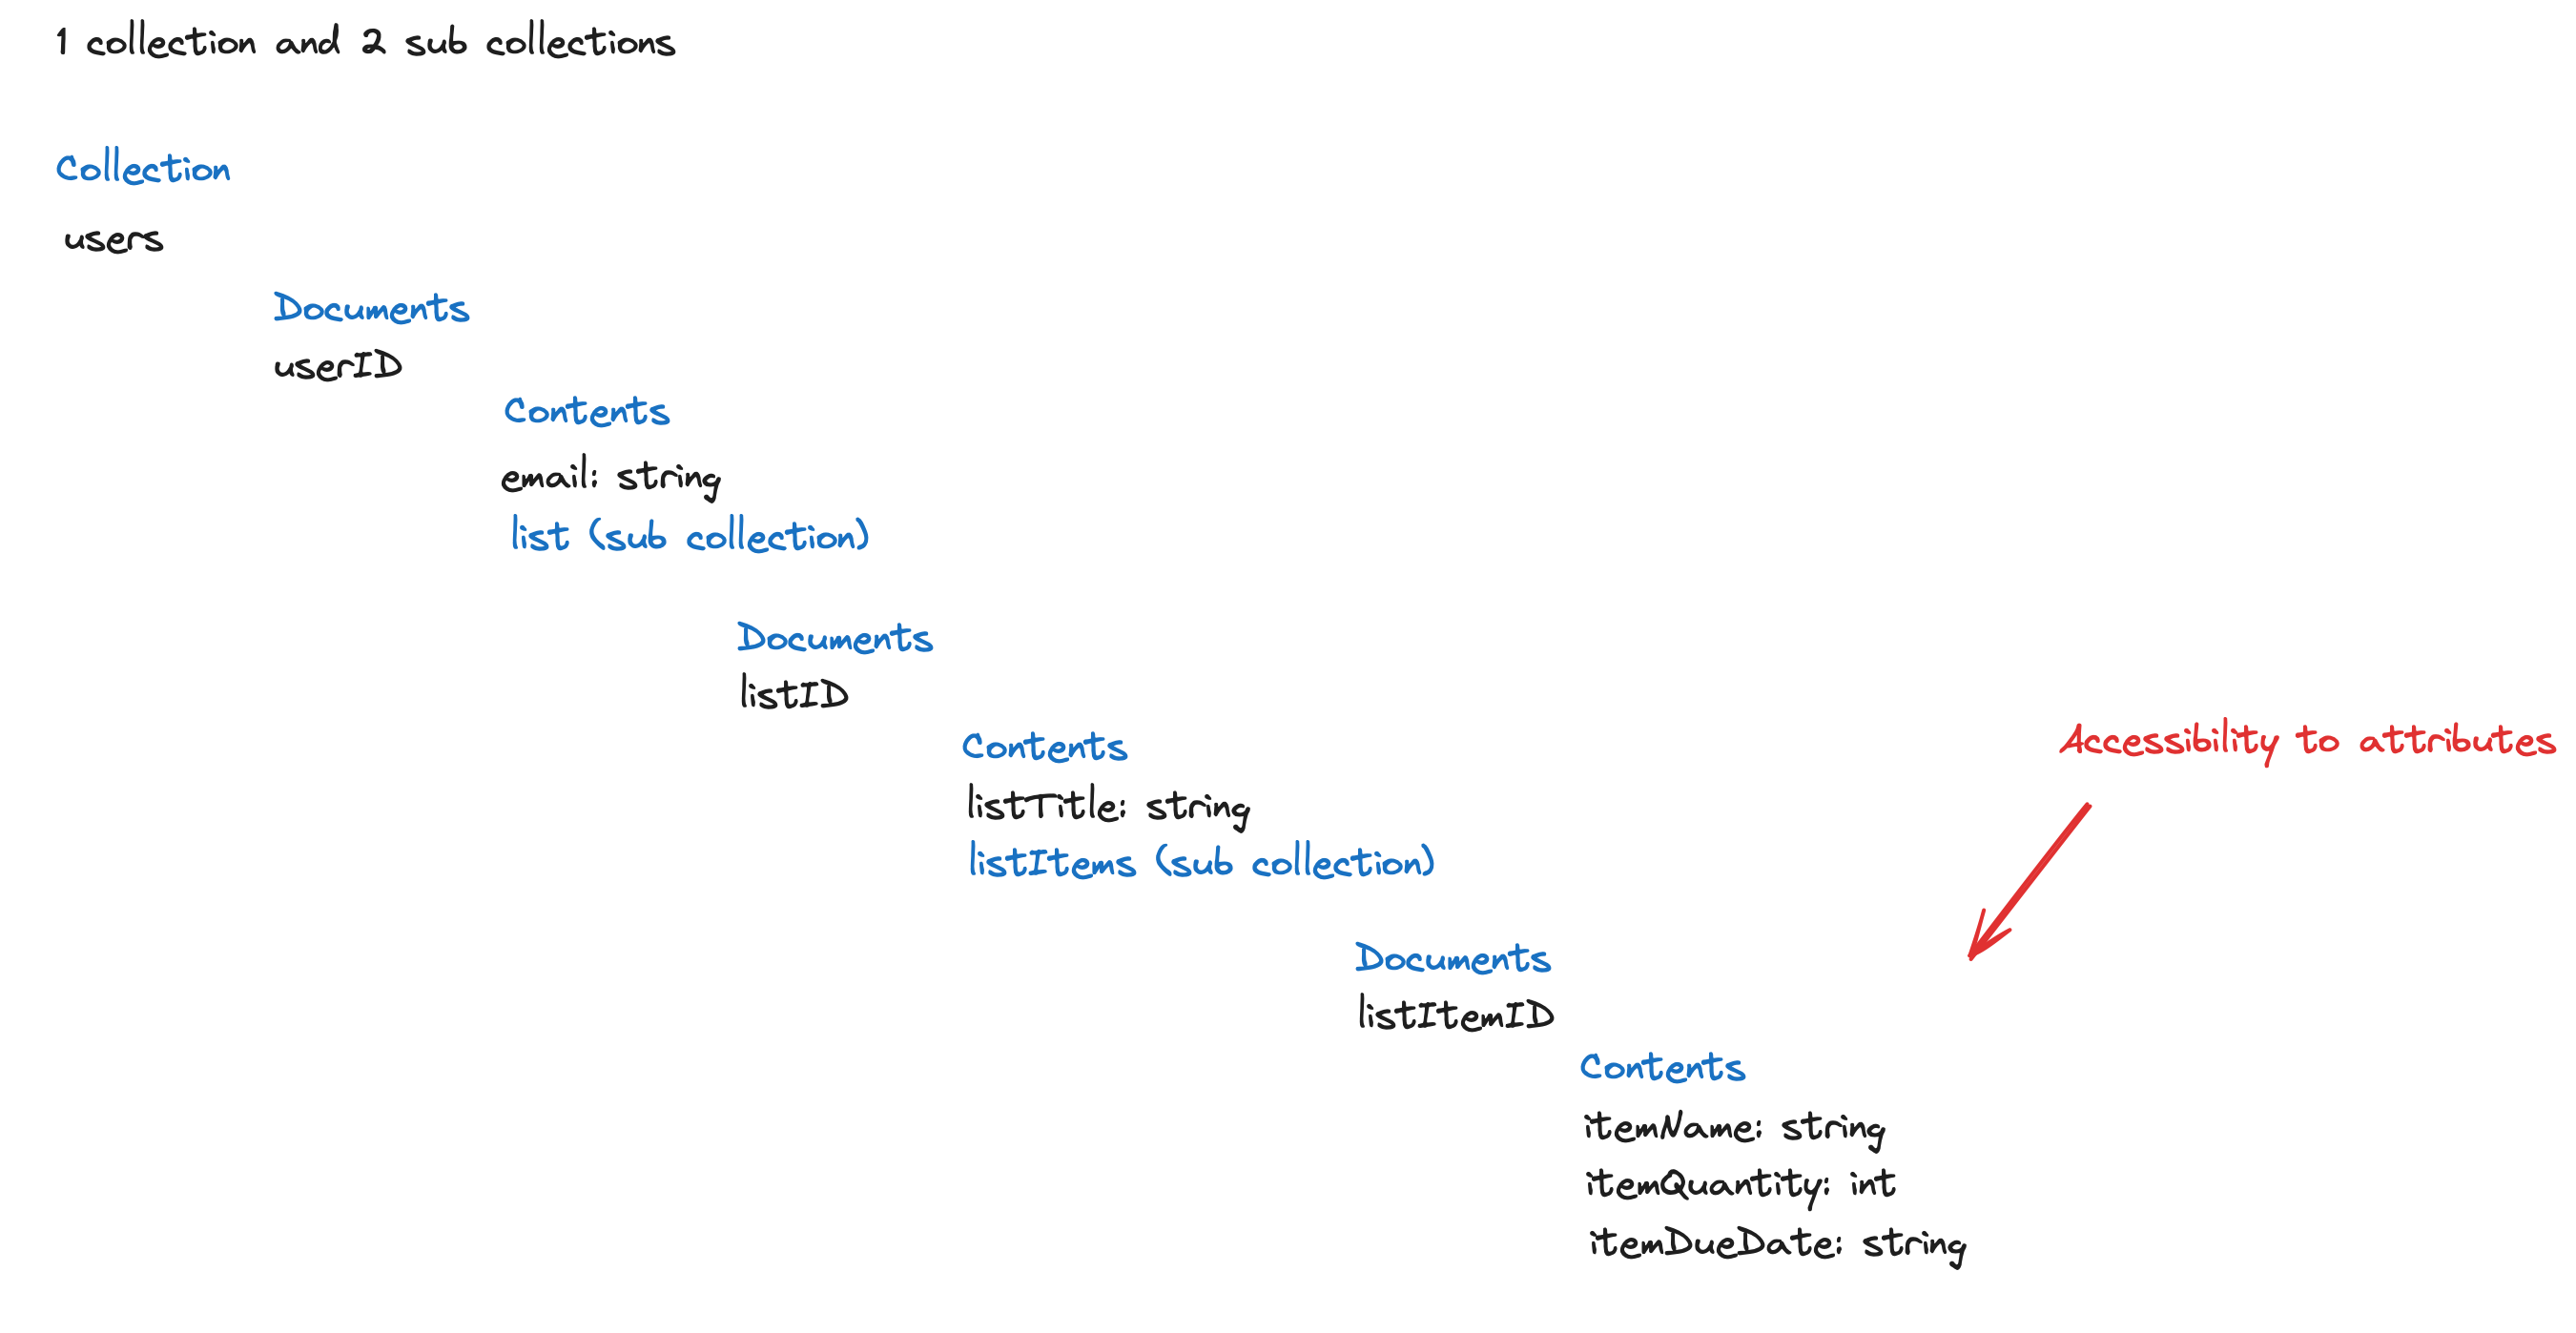 1 collection and 2 sub collections
Collection
users
Documents
userID
Contents
email: string
list (sub collection)
Documents
listID
Contents
listTitle: string
listItems (sub collection)
Accessibility to attributes
Documents
listItemID
Contents
itemName: string
itemQuantity: int
itemDueDate: string